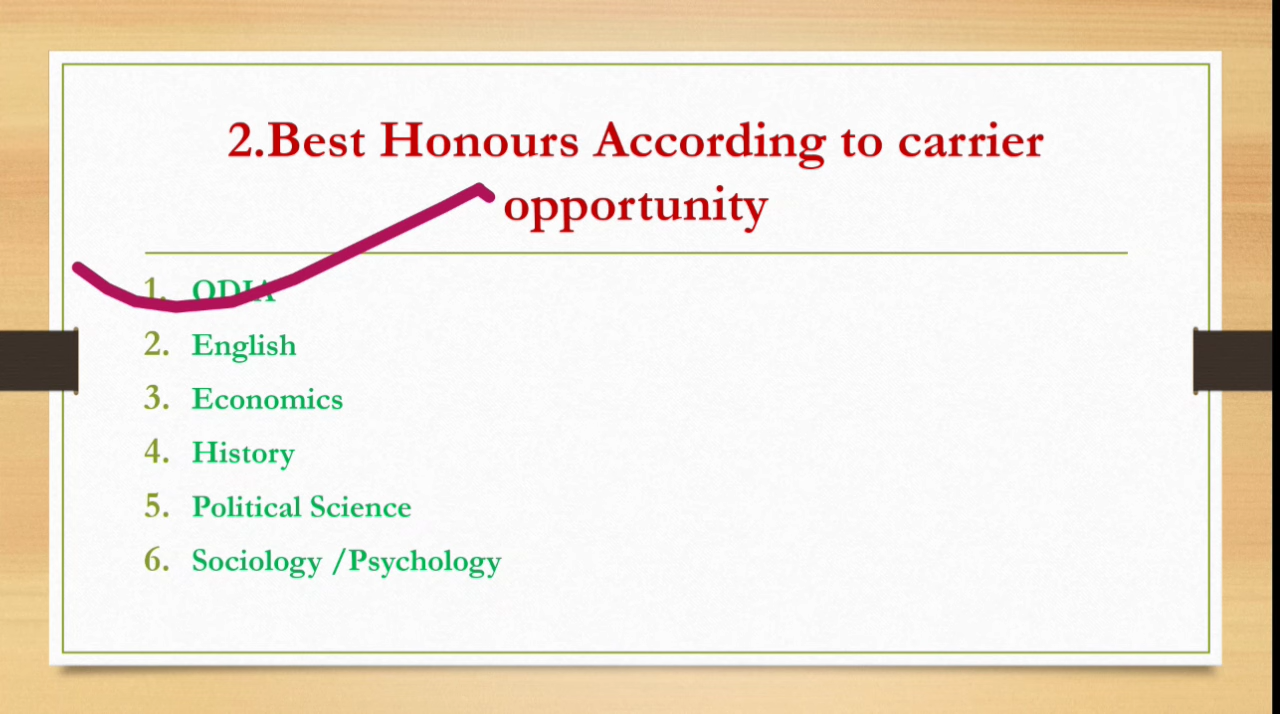 2.Best Honours According to carrier
opportunity
1. ODIA
2. English
3. Economics
4. History
5. Political Science
6. Sociology /Psychology